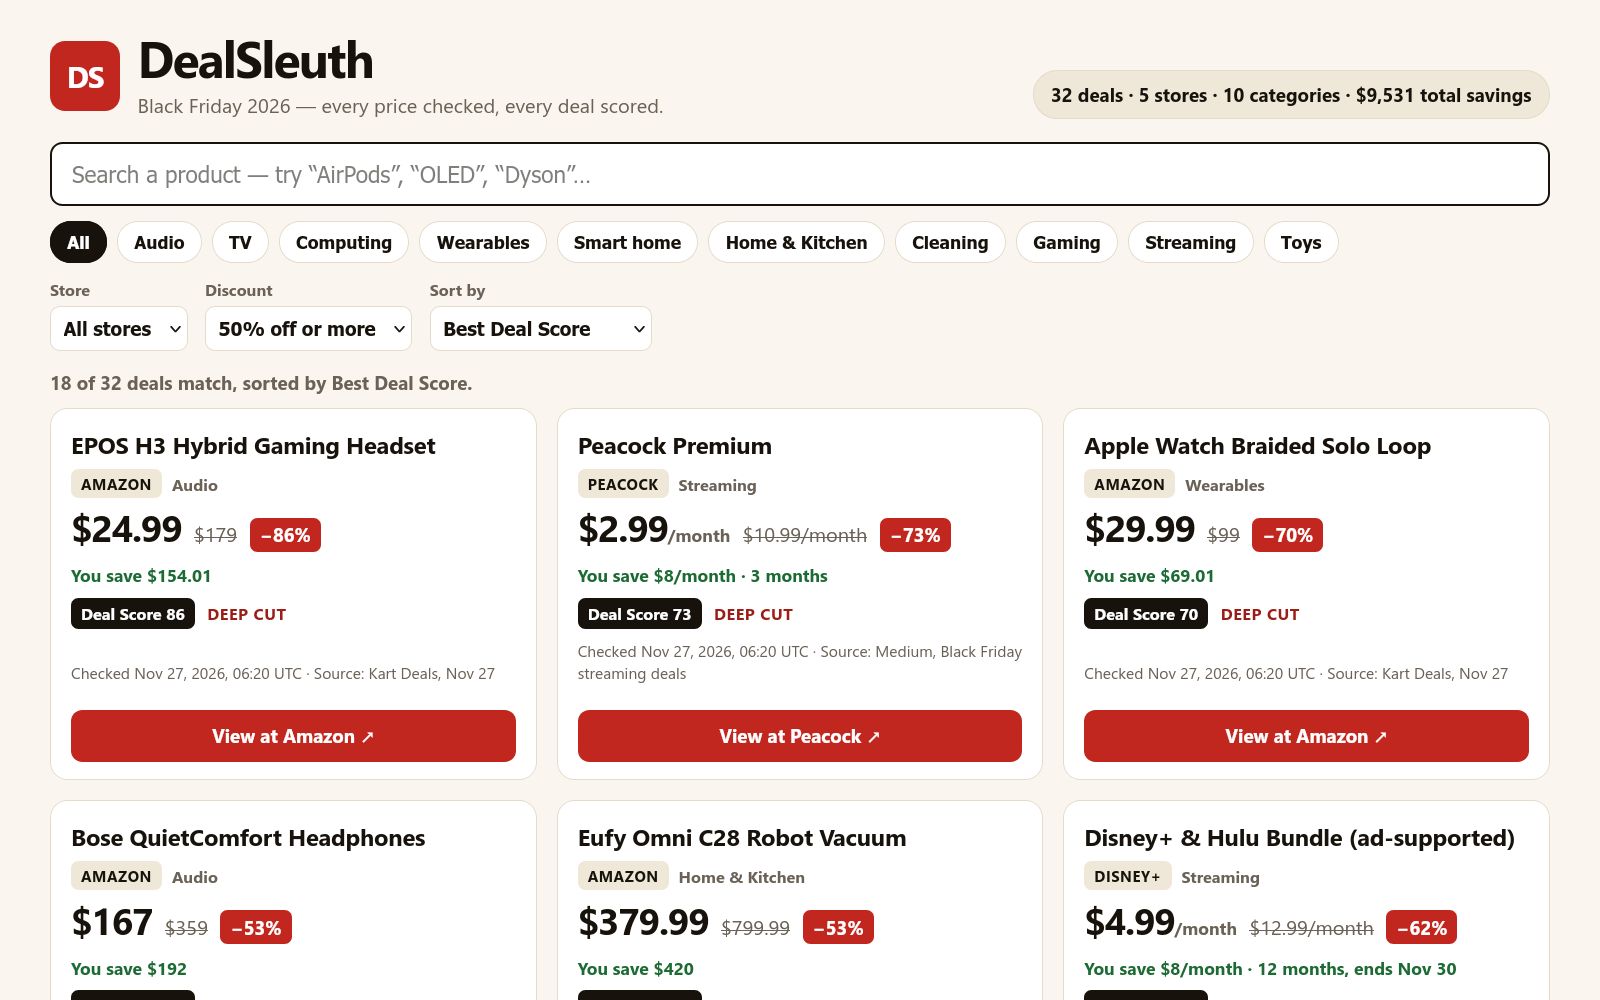 DS
DealSleuth
Black Friday 2026 — every price checked, every deal scored.
32 deals · 5 stores · 10 categories · $9,531 total savings
Search a product — try “AirPods”, “OLED”, “Dyson”…
All Audio TV Computing Wearables Smart home Home & Kitchen Cleaning Gaming Streaming Toys
Store Discount Sort by
All stores 50% off or more Best Deal Score
18 of 32 deals match, sorted by Best Deal Score.
EPOS H3 Hybrid Gaming Headset
AMAZON Audio
$24.99 $179 −86%
You save $154.01
Deal Score 86 DEEP CUT
Checked Nov 27, 2026, 06:20 UTC · Source: Kart Deals, Nov 27
View at Amazon ↗
Peacock Premium
PEACOCK Streaming
$2.99/month $10.99/month −73%
You save $8/month · 3 months
Deal Score 73 DEEP CUT
Checked Nov 27, 2026, 06:20 UTC · Source: Medium, Black Friday
streaming deals
View at Peacock ↗
Apple Watch Braided Solo Loop
AMAZON Wearables
$29.99 $99 −70%
You save $69.01
Deal Score 70 DEEP CUT
Checked Nov 27, 2026, 06:20 UTC · Source: Kart Deals, Nov 27
View at Amazon ↗
Bose QuietComfort Headphones
AMAZON Audio
$167 $359 −53%
You save $192
Eufy Omni C28 Robot Vacuum
AMAZON Home & Kitchen
$379.99 $799.99 −53%
You save $420
Disney+ & Hulu Bundle (ad-supported)
DISNEY+ Streaming
$4.99/month $12.99/month −62%
You save $8/month · 12 months, ends Nov 30